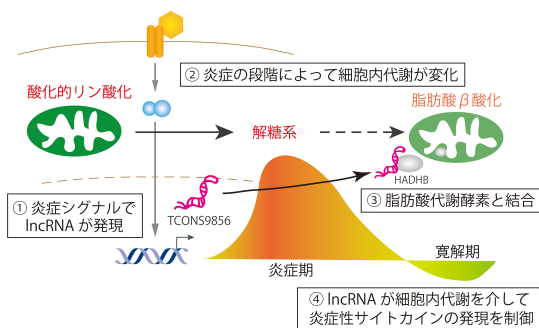 ② 炎症の段階によって細胞内代謝が変化
酸化的リン酸化
解糖系
脂肪酸β酸化
HADHB
① 炎症シグナルで
lncRNA が発現
TCONS9856
③ 脂肪酸代謝酵素と結合
炎症期
寛解期
④ lncRNA が細胞内代謝を介して
炎症性サイトカインの発現を制御